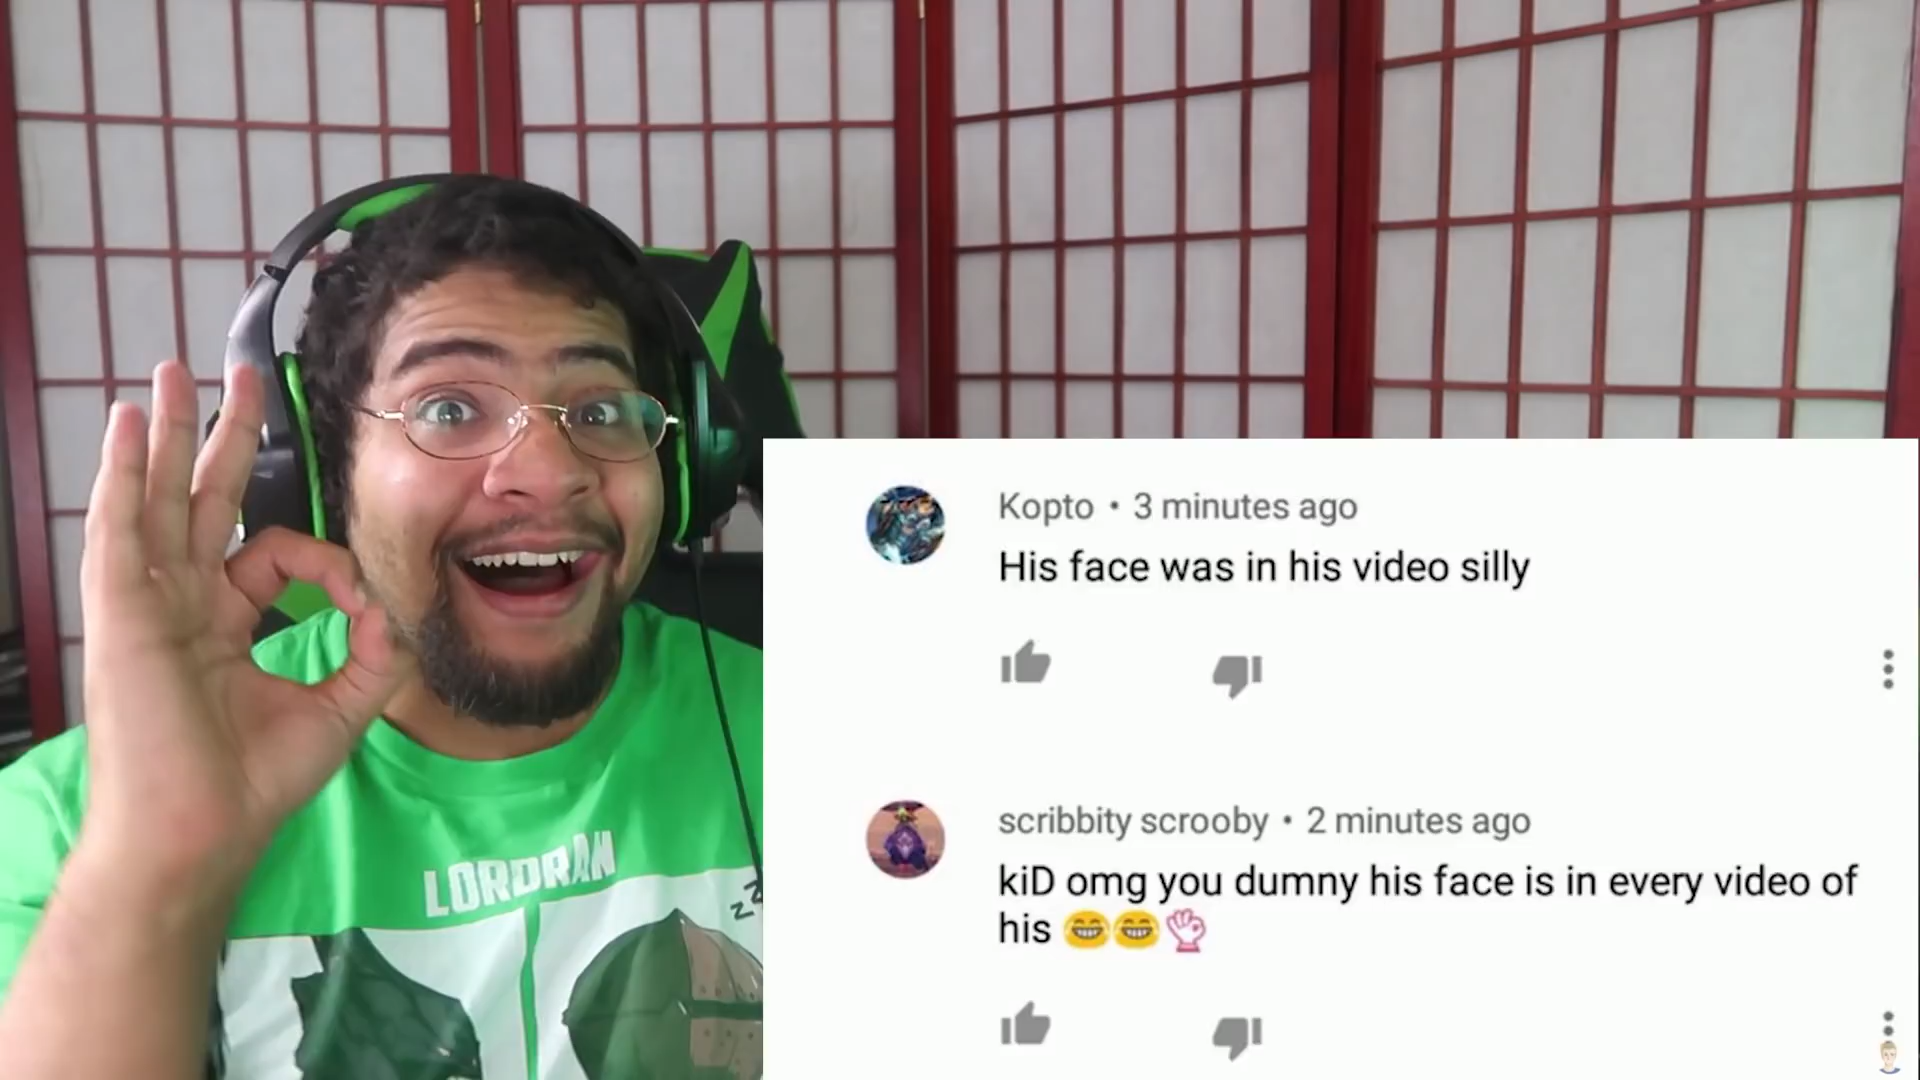 LORDRAN
ZZ
Kopto • 3 minutes ago
His face was in his video silly
scribbity scrooby • 2 minutes ago
kiD omg you dumny his face is in every video of
his 😂😂👌